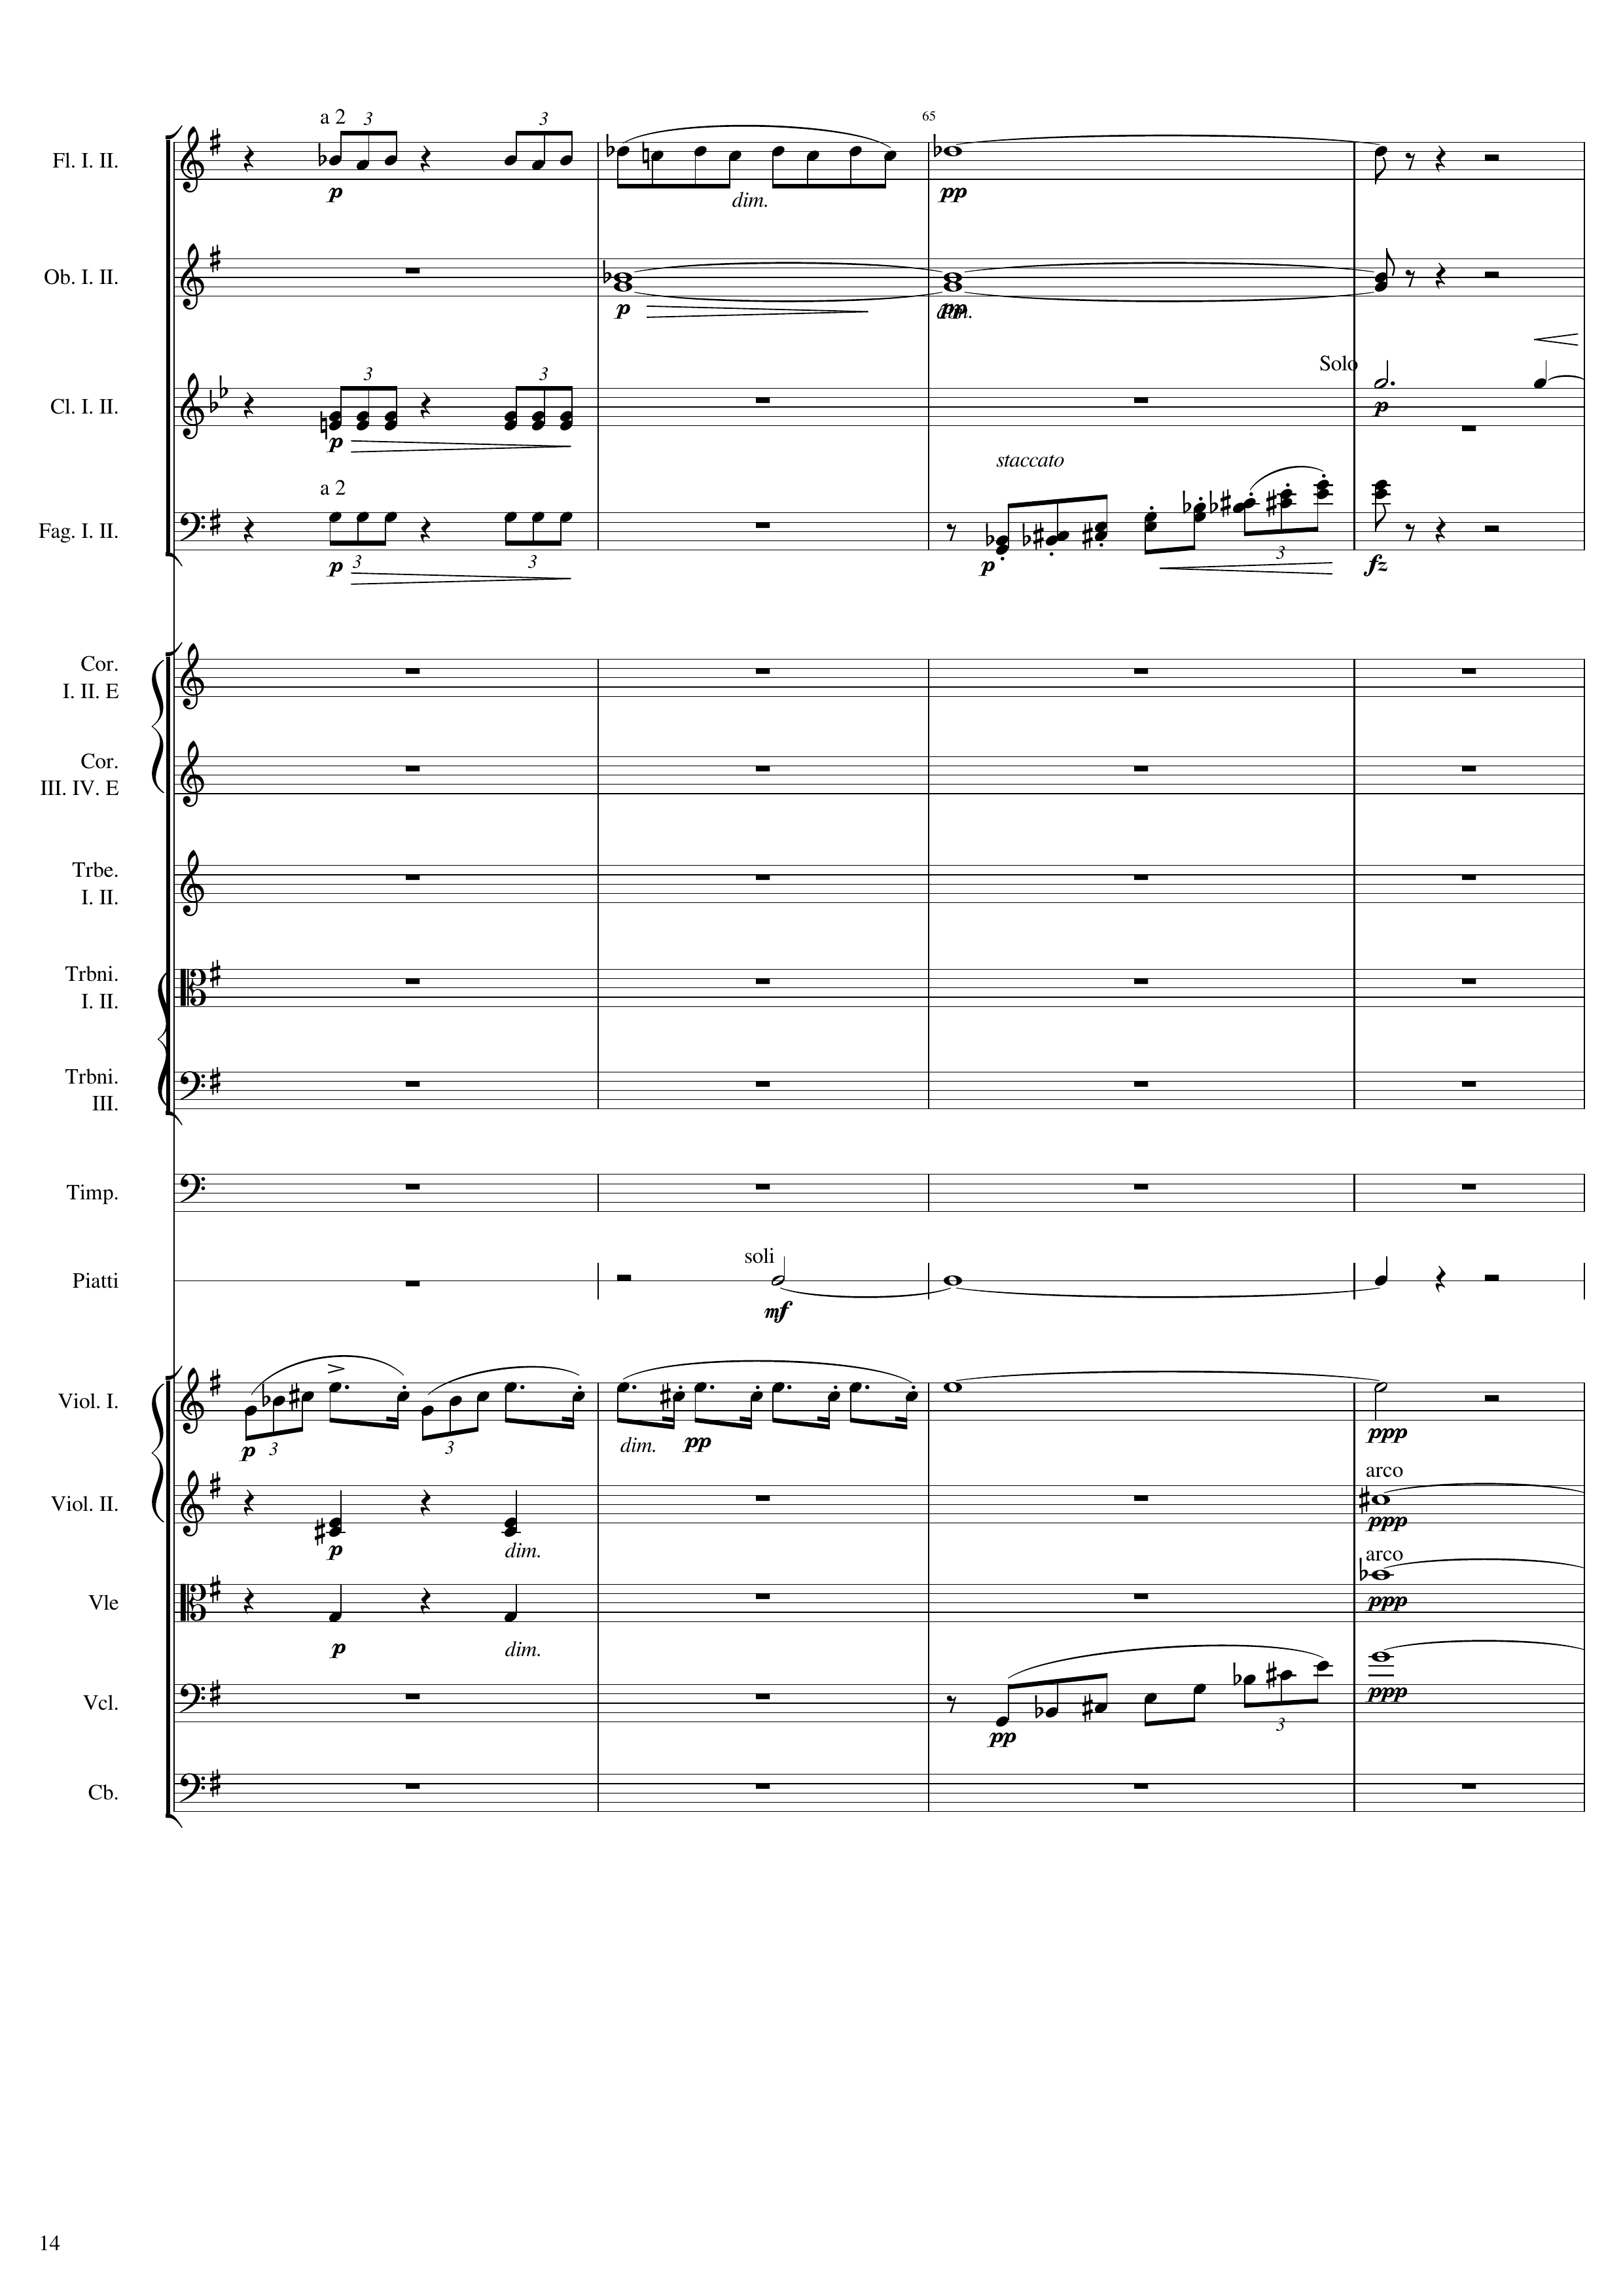 a 2
3
3
65
Fl. I. II.
p
dim.
pp
Ob. I. II.
p
pp
dim.
Solo
3
3
Cl. I. II.
p
p
staccato
a 2
Fag. I. II.
3
3
3
p
p
fz
Cor.
I. II. E
Cor.
III. IV. E
Trbe.
I. II.
Trbni.
I. II.
Trbni.
III.
Timp.
soli
Piatti
mf
Viol. I.
p
3
3
dim.
pp
ppp
arco
Viol. II.
p
dim.
ppp
arco
Vle
p
dim.
ppp
Vcl.
pp
3
ppp
Cb.
14